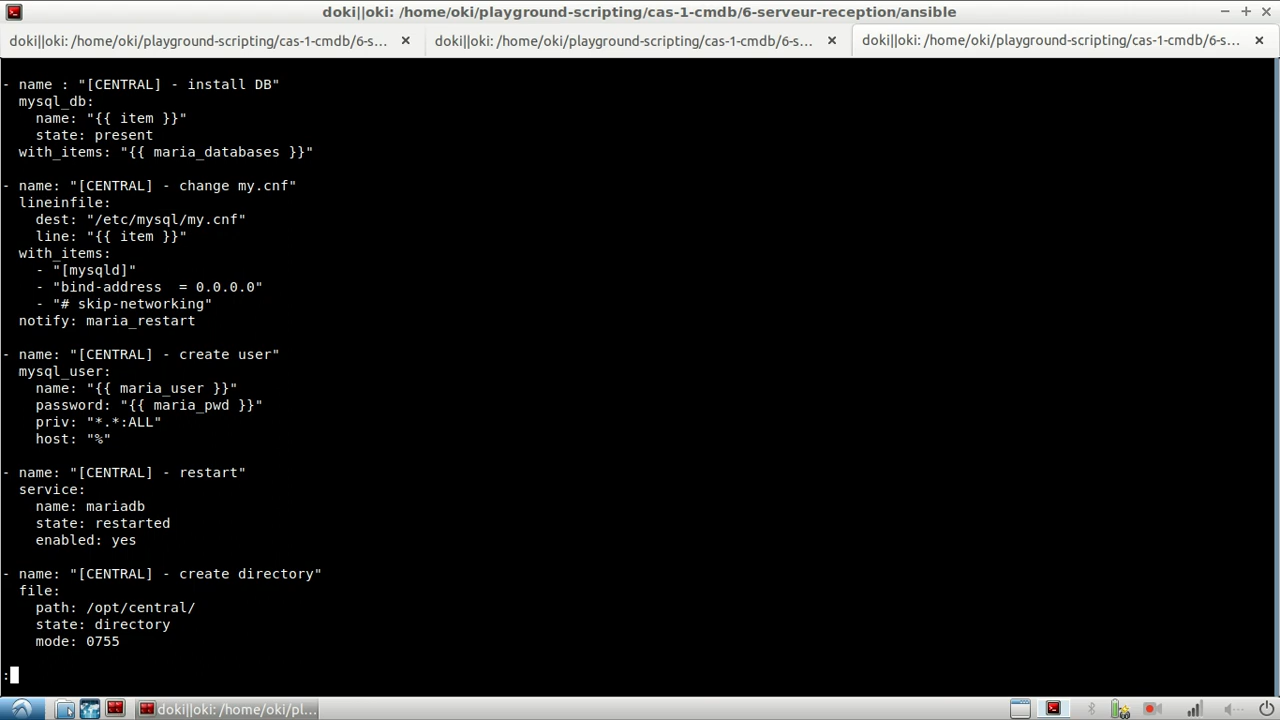 doki||oki: /home/oki/playground-scripting/cas-1-cmdb/6-serveur-reception/ansible
doki||oki: /home/oki/playground-scripting/cas-1-cmdb/6-s...
doki||oki: /home/oki/playground-scripting/cas-1-cmdb/6-s...
doki||oki: /home/oki/playground-scripting/cas-1-cmdb/6-s...
- name : "[CENTRAL] - install DB"
  mysql_db:
    name: "{{ item }}"
    state: present
  with_items: "{{ maria_databases }}"
- name: "[CENTRAL] - change my.cnf"
  lineinfile:
    dest: "/etc/mysql/my.cnf"
    line: "{{ item }}"
  with_items:
    - "[mysqld]"
    - "bind-address  = 0.0.0.0"
    - "# skip-networking"
  notify: maria_restart
- name: "[CENTRAL] - create user"
  mysql_user:
    name: "{{ maria_user }}"
    password: "{{ maria_pwd }}"
    priv: "*.*:ALL"
    host: "%"
- name: "[CENTRAL] - restart"
  service:
    name: mariadb
    state: restarted
    enabled: yes
- name: "[CENTRAL] - create directory"
  file:
    path: /opt/central/
    state: directory
    mode: 0755
:
doki||oki: /home/oki/pl...